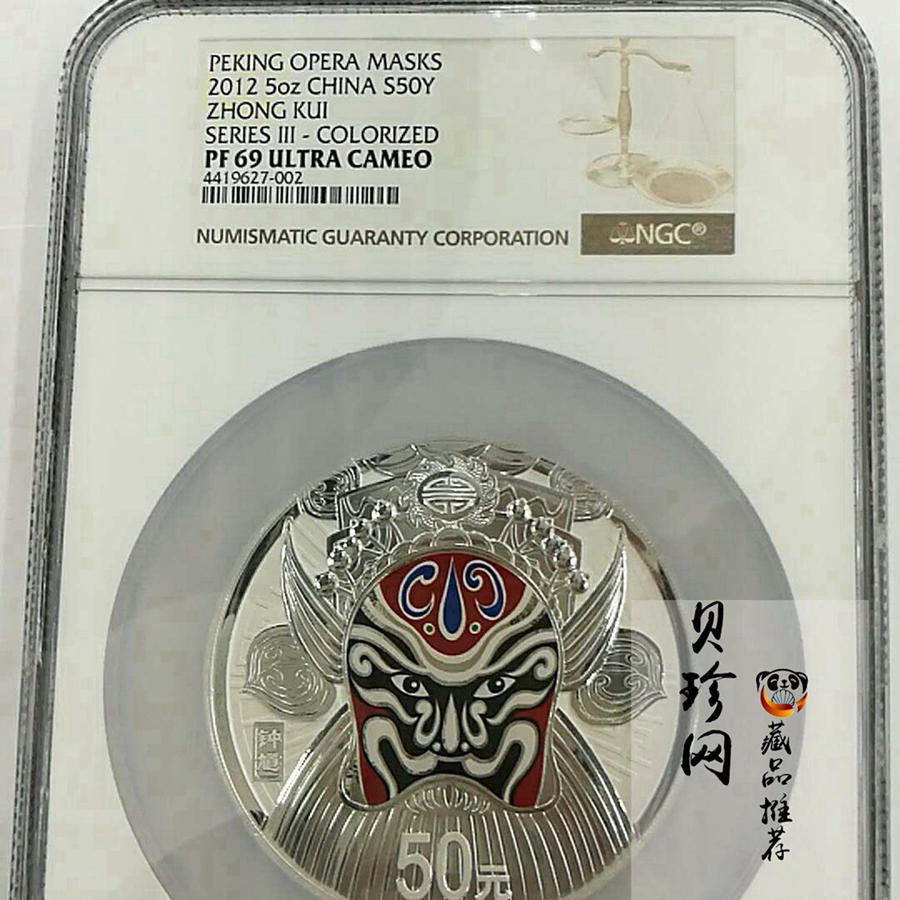 PEKING OPERA MASKS
2012 5oz CHINA S50Y
ZHONG KUI
SERIES III - COLORIZED
PF 69 ULTRA CAMEO
4419627-002
NUMISMATIC GUARANTY CORPORATION
NGC®
钟馗
50元
贝珍网
藏品推荐